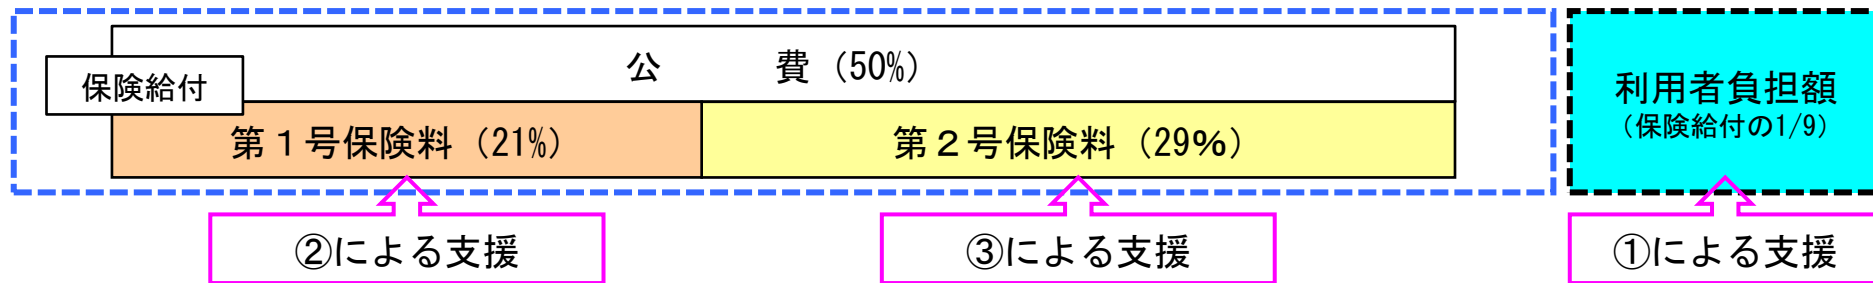 保険給付
公　費（50%）
第１号保険料（21%）
第２号保険料（29％）
利用者負担額
（保険給付の1/9）
②による支援
③による支援
①による支援